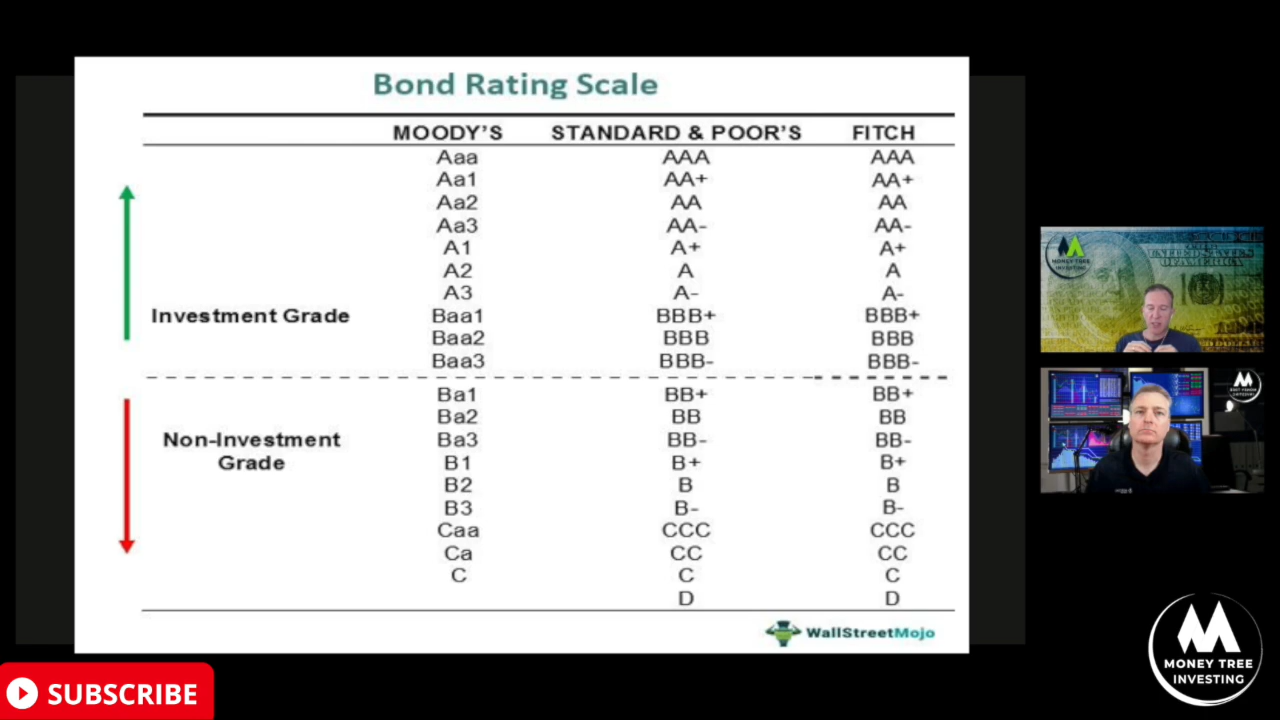 Bond Rating Scale
MOODY'S STANDARD & POOR'S FITCH
Aaa AAA AAA
Aa1 AA+ AA+
Aa2 AA AA
Aa3 AA- AA-
A1 A+ A+
A2 A A
A3 A- A-
Investment Grade Baa1 BBB+ BBB+
Baa2 BBB BBB
Baa3 BBB- BBB-
Ba1 BB+ BB+
Ba2 BB BB
Non-Investment Ba3 BB- BB-
Grade B1 B+ B+
B2 B B
B3 B- B-
Caa CCC CCC
Ca CC CC
C C C
D D
WallStreetMojo
MONEY TREE
INVESTING
SUBSCRIBE
MONEY TREE
INVESTING